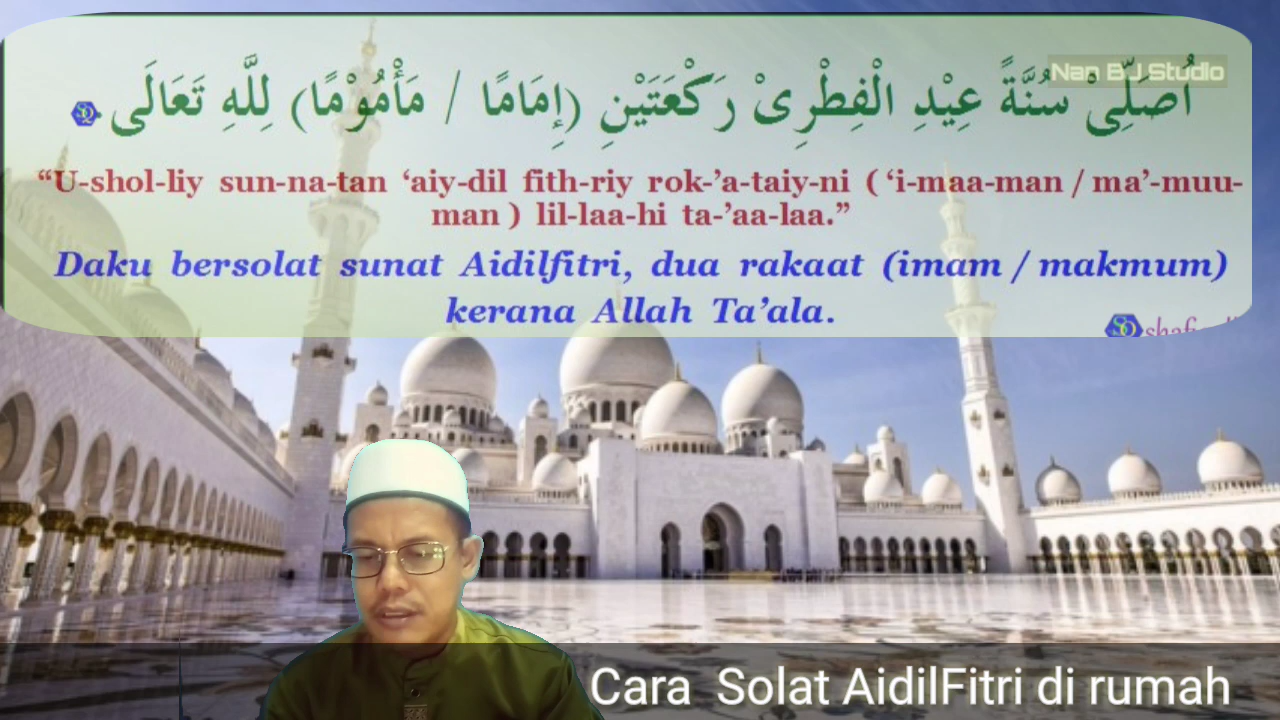 Nan BJ Studio
اُصَلِّىْ سُنَّةً عِيْدِ الْفِطْرِىْ رَكْعَتَيْنِ (إِمَامًا / مَأْمُوْمًا) لِلَّهِ تَعَالَى
“U-shol-liy sun-na-tan ‘aiy-dil fith-riy rok-’a-taiy-ni ( ‘i-maa-man / ma’-muu-
man ) lil-laa-hi ta-’aa-laa.”
Daku bersolat sunat Aidilfitri, dua rakaat (imam / makmum)
kerana Allah Ta’ala.
Cara Solat AidilFitri di rumah